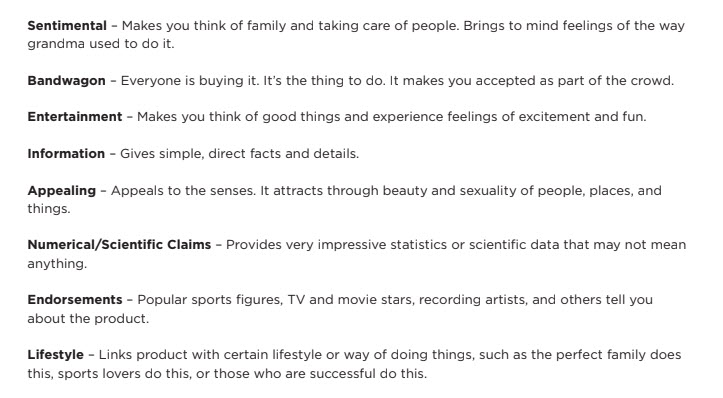 Sentimental – Makes you think of family and taking care of people. Brings to mind feelings of the way
grandma used to do it.
Bandwagon – Everyone is buying it. It's the thing to do. It makes you accepted as part of the crowd.
Entertainment – Makes you think of good things and experience feelings of excitement and fun.
Information – Gives simple, direct facts and details.
Appealing – Appeals to the senses. It attracts through beauty and sexuality of people, places, and
things.
Numerical/Scientific Claims – Provides very impressive statistics or scientific data that may not mean
anything.
Endorsements – Popular sports figures, TV and movie stars, recording artists, and others tell you
about the product.
Lifestyle – Links product with certain lifestyle or way of doing things, such as the perfect family does
this, sports lovers do this, or those who are successful do this.